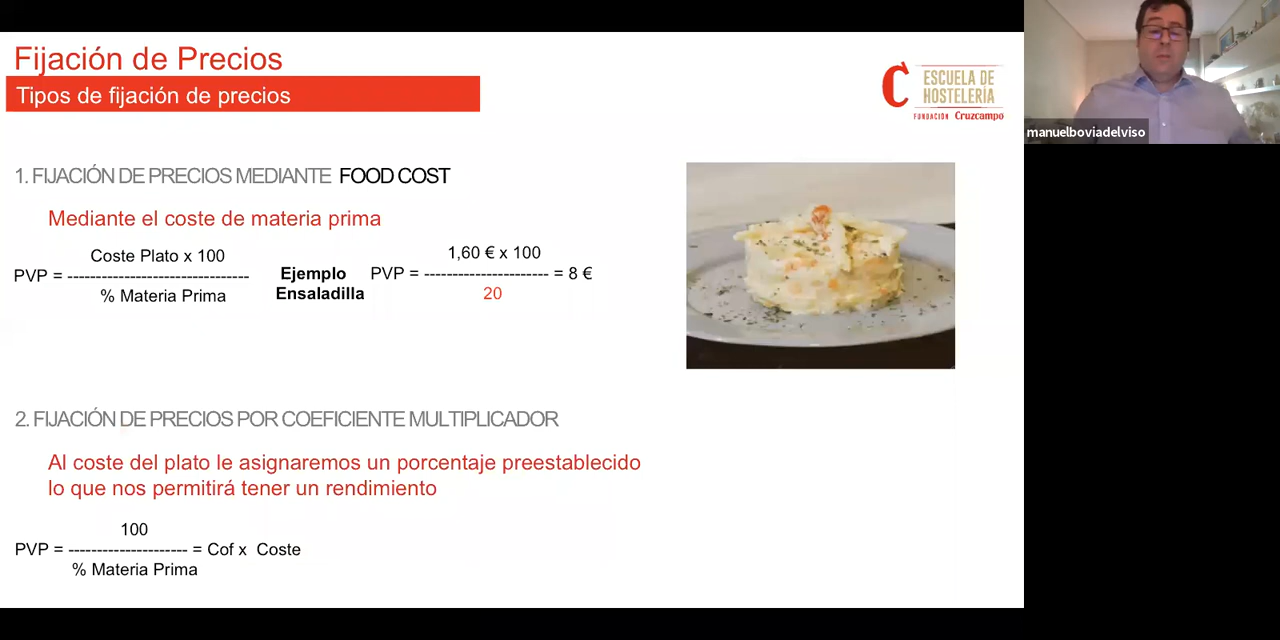 Fijación de Precios
Tipos de fijación de precios
C ESCUELA DE
HOSTELERÍA
FUNDACIÓN Cruzcampo
manuelboviadelviso
1. FIJACIÓN DE PRECIOS MEDIANTE FOOD COST
Mediante el coste de materia prima
Coste Plato x 100
PVP = --------------------------------
% Materia Prima
Ejemplo
Ensaladilla
1,60 € x 100
PVP = ---------------------- = 8 €
20
2. FIJACIÓN DE PRECIOS POR COEFICIENTE MULTIPLICADOR
Al coste del plato le asignaremos un porcentaje preestablecido
lo que nos permitirá tener un rendimiento
100
PVP = --------------------- = Cof x Coste
% Materia Prima